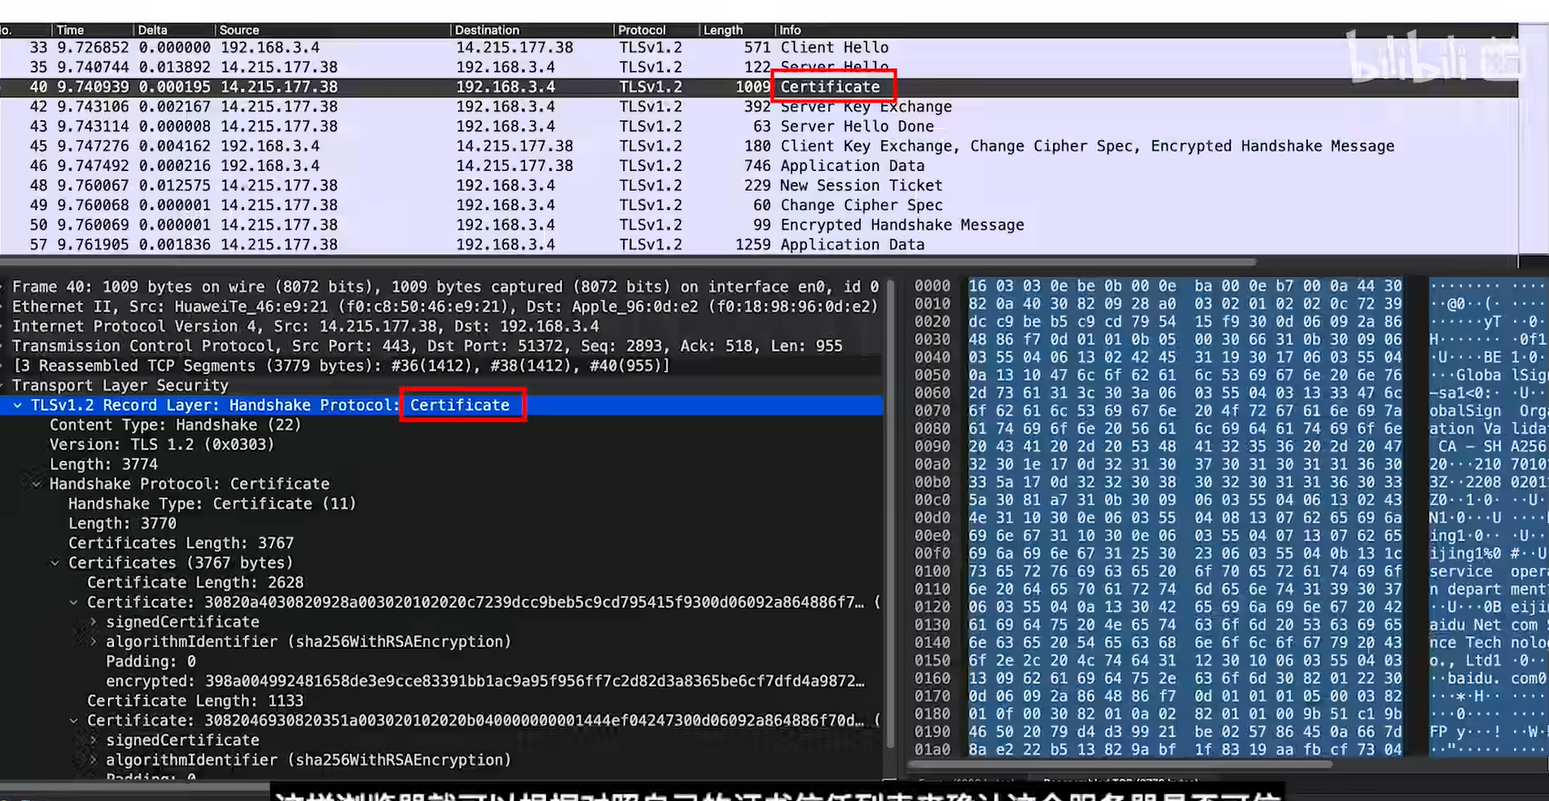 o. Time Delta Source Destination Protocol Length Info
33 9.726852 0.000000 192.168.3.4 14.215.177.38 TLSv1.2 571 Client Hello
35 9.740744 0.013892 14.215.177.38 192.168.3.4 TLSv1.2 122 Server Hello
bilibili
40 9.740939 0.000195 14.215.177.38 192.168.3.4 TLSv1.2 1009 Certificate
42 9.743106 0.002167 14.215.177.38 192.168.3.4 TLSv1.2 392 Server Key Exchange
43 9.743114 0.000008 14.215.177.38 192.168.3.4 TLSv1.2 63 Server Hello Done
45 9.747276 0.004162 192.168.3.4 14.215.177.38 TLSv1.2 180 Client Key Exchange, Change Cipher Spec, Encrypted Handshake Message
46 9.747492 0.000216 192.168.3.4 14.215.177.38 TLSv1.2 746 Application Data
48 9.760067 0.012575 14.215.177.38 192.168.3.4 TLSv1.2 229 New Session Ticket
49 9.760068 0.000001 14.215.177.38 192.168.3.4 TLSv1.2 60 Change Cipher Spec
50 9.760069 0.000001 14.215.177.38 192.168.3.4 TLSv1.2 99 Encrypted Handshake Message
57 9.761905 0.001836 14.215.177.38 192.168.3.4 TLSv1.2 1259 Application Data
Frame 40: 1009 bytes on wire (8072 bits), 1009 bytes captured (8072 bits) on interface en0, id 0
Ethernet II, Src: HuaweiTe_46:e9:21 (f0:c8:50:46:e9:21), Dst: Apple_96:0d:e2 (f0:18:98:96:0d:e2)
Internet Protocol Version 4, Src: 14.215.177.38, Dst: 192.168.3.4
Transmission Control Protocol, Src Port: 443, Dst Port: 51372, Seq: 2893, Ack: 518, Len: 955
[3 Reassembled TCP Segments (3779 bytes): #36(1412), #38(1412), #40(955)]
Transport Layer Security
TLSv1.2 Record Layer: Handshake Protocol: Certificate
Content Type: Handshake (22)
Version: TLS 1.2 (0x0303)
Length: 3774
Handshake Protocol: Certificate
Handshake Type: Certificate (11)
Length: 3770
Certificates Length: 3767
Certificates (3767 bytes)
Certificate Length: 2628
Certificate: 30820a4030820928a003020102020c7239dcc9beb5c9cd795415f9300d06092a864886f7… (
signedCertificate
algorithmIdentifier (sha256WithRSAEncryption)
Padding: 0
encrypted: 398a004992481658de3e9cce83391bb1ac9a95f956ff7c2d82d3a8365be6cf7dfd4a9872…
Certificate Length: 1133
Certificate: 3082046930820351a003020102020b040000000001444ef04247300d06092a864886f70d… (
signedCertificate
algorithmIdentifier (sha256WithRSAEncryption)
Padding: 0
0000 16 03 03 0e be 0b 00 0e ba 00 0e b7 00 0a 44 30
0010 82 0a 40 30 82 09 28 a0 03 02 01 02 02 0c 72 39 ··@0··(·
0020 dc c9 be b5 c9 cd 79 54 15 f9 30 0d 06 09 2a 86 ······yT ··0·
0030 48 86 f7 0d 01 01 0b 05 00 30 66 31 0b 30 09 06 H······· ·0f1
0040 03 55 04 06 13 02 42 45 31 19 30 17 06 03 55 04 ·U····BE 1·0·
0050 0a 13 10 47 6c 6f 62 61 6c 53 69 67 6e 20 6e 76 ···Globa lSig
0060 2d 73 61 31 3c 30 3a 06 03 55 04 03 13 33 47 6c -sa1<0:· ·U··
0070 6f 62 61 6c 53 69 67 6e 20 4f 72 67 61 6e 69 7a obalSign Org
0080 61 74 69 6f 6e 20 56 61 6c 69 64 61 74 69 6f 6e ation Va lida
0090 20 43 41 20 2d 20 53 48 41 32 35 36 20 2d 20 47 CA - SH A256
00a0 32 30 1e 17 0d 32 31 30 37 30 31 30 31 31 36 30 20···210 70101
00b0 33 5a 17 0d 32 32 30 38 30 32 30 31 31 36 30 33 3Z··2208 0201
00c0 5a 30 81 a7 31 0b 30 09 06 03 55 04 06 13 02 43 Z0··1·0· ··U·
00d0 4e 31 10 30 0e 06 03 55 04 08 13 07 62 65 69 6a N1·0···U ····
00e0 69 6e 67 31 10 30 0e 06 03 55 04 07 13 07 62 65 ing1·0·· ·U··
00f0 69 6a 69 6e 67 31 25 30 23 06 03 55 04 0b 13 1c ijing1%0 #··U
0100 73 65 72 76 69 63 65 20 6f 70 65 72 61 74 69 6f service oper
0110 6e 20 64 65 70 61 72 74 6d 65 6e 74 31 39 30 37 n depart ment
0120 06 03 55 04 0a 13 30 42 65 69 6a 69 6e 67 20 42 ··U···0B eiji
0130 61 69 64 75 20 4e 65 74 63 6f 6d 20 53 63 69 65 aidu Net com
0140 6e 63 65 20 54 65 63 68 6e 6f 6c 6f 67 79 20 43 nce Tech nolo
0150 6f 2e 2c 20 4c 74 64 31 12 30 10 06 03 55 04 03 o., Ltd1 ·0··
0160 13 09 62 61 69 64 75 2e 63 6f 6d 30 82 01 22 30 ··baidu. com0
0170 0d 06 09 2a 86 48 86 f7 0d 01 01 01 05 00 03 82 ···*·H·· ····
0180 01 0f 00 30 82 01 0a 02 82 01 01 00 9b 51 c1 9b ···0···· ····
0190 46 50 20 79 d4 d3 99 21 be 02 57 86 45 0a 66 7d FP y···! ··W·
01a0 8a e2 22 b5 13 82 9a bf 1f 83 19 aa fb cf 73 04 ··"····· ····
这样浏览器就可以根据对照自己的证书信任列表来确认这个服务器是否可信